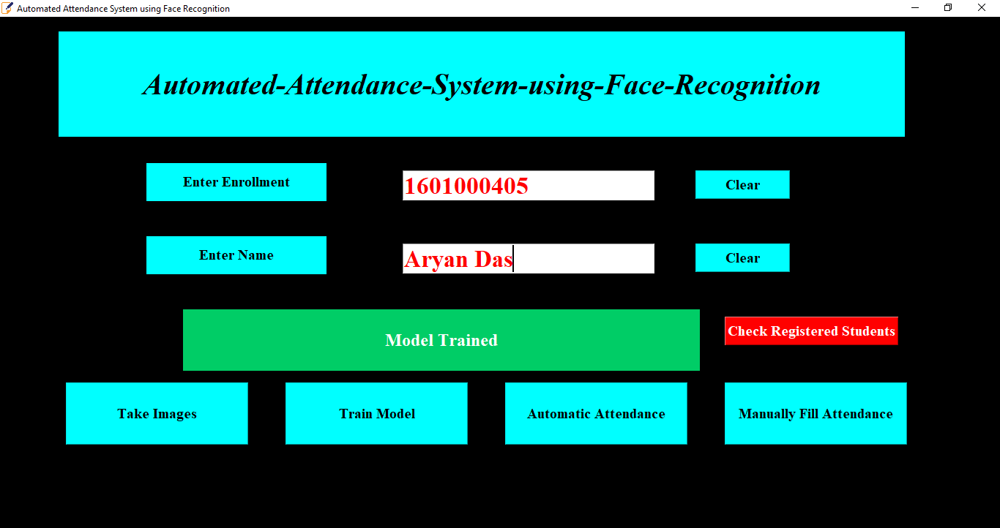 Automated Attendance System using Face Recognition
Automated-Attendance-System-using-Face-Recognition
Enter Enrollment
1601000405
Clear
Enter Name
Aryan Das
Clear
Model Trained
Check Registered Students
Take Images
Train Model
Automatic Attendance
Manually Fill Attendance